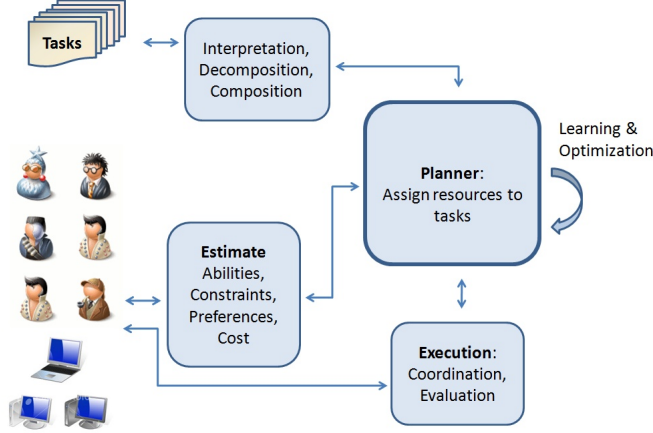 Tasks
Interpretation,
Decomposition,
Composition
Learning &
Optimization
Planner:
Assign resources to
tasks
Estimate
Abilities,
Constraints,
Preferences,
Cost
Execution:
Coordination,
Evaluation